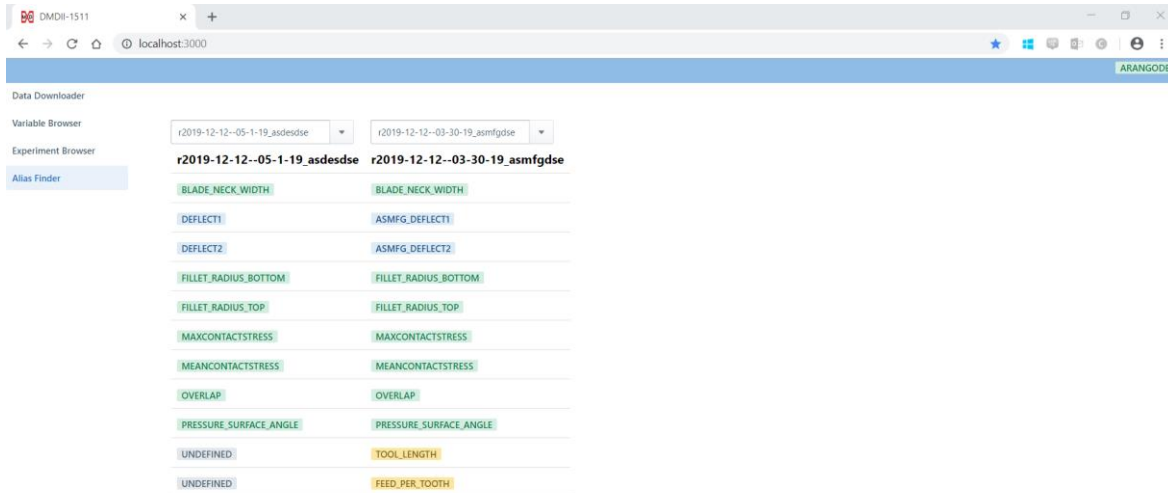 DMDII-1511
localhost:3000
ARANGODB
Data Downloader
Variable Browser
Experiment Browser
Alias Finder
r2019-12-12--05-1-19_asdesdse r2019-12-12--03-30-19_asmfgdse
r2019-12-12--05-1-19_asdesdse r2019-12-12--03-30-19_asmfgdse
BLADE_NECK_WIDTH BLADE_NECK_WIDTH
DEFLECT1 ASMFG_DEFLECT1
DEFLECT2 ASMFG_DEFLECT2
FILLET_RADIUS_BOTTOM FILLET_RADIUS_BOTTOM
FILLET_RADIUS_TOP FILLET_RADIUS_TOP
MAXCONTACTSTRESS MAXCONTACTSTRESS
MEANCONTACTSTRESS MEANCONTACTSTRESS
OVERLAP OVERLAP
PRESSURE_SURFACE_ANGLE PRESSURE_SURFACE_ANGLE
UNDEFINED TOOL_LENGTH
UNDEFINED FEED_PER_TOOTH